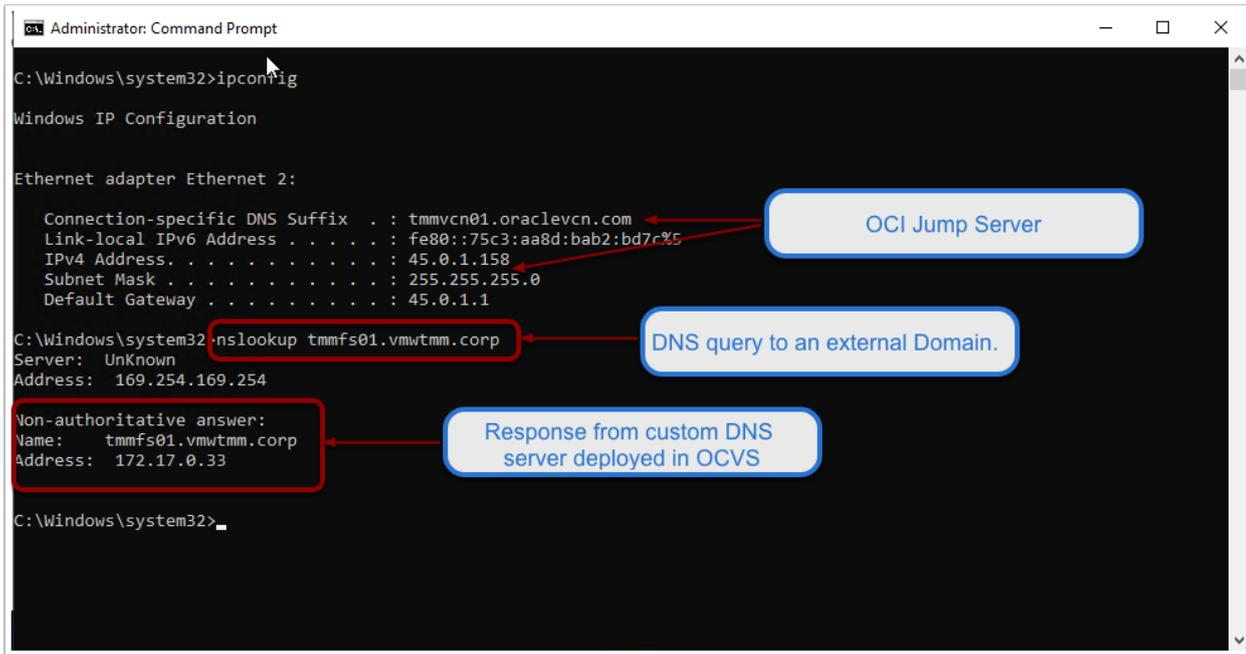 Administrator: Command Prompt
C:\Windows\system32>ipconfig
Windows IP Configuration
Ethernet adapter Ethernet 2:
Connection-specific DNS Suffix . : tmmvcn01.oraclevcn.com
Link-local IPv6 Address . . . . . : fe80::75c3:aa8d:bab2:bd7c%5
IPv4 Address. . . . . . . . . . . : 45.0.1.158
Subnet Mask . . . . . . . . . . . : 255.255.255.0
Default Gateway . . . . . . . . . : 45.0.1.1
OCI Jump Server
C:\Windows\system32>nslookup tmmfs01.vmwtmm.corp
DNS query to an external Domain.
Server: UnKnown
Address: 169.254.169.254
Non-authoritative answer:
Name: tmmfs01.vmwtmm.corp
Address: 172.17.0.33
Response from custom DNS
server deployed in OCVS
C:\Windows\system32>